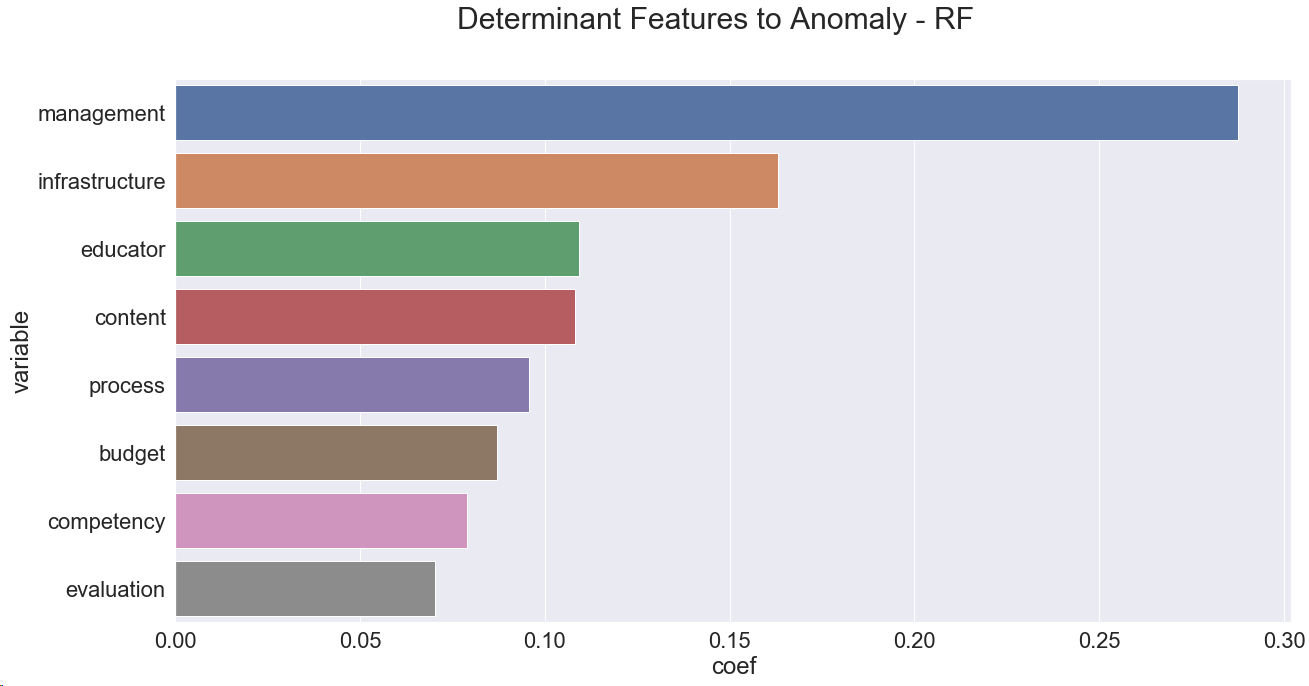 Determinant Features to Anomaly - RF
management
infrastructure
educator
content
process
budget
competency
evaluation
variable
0.00 0.05 0.10 0.15 0.20 0.25 0.30
coef